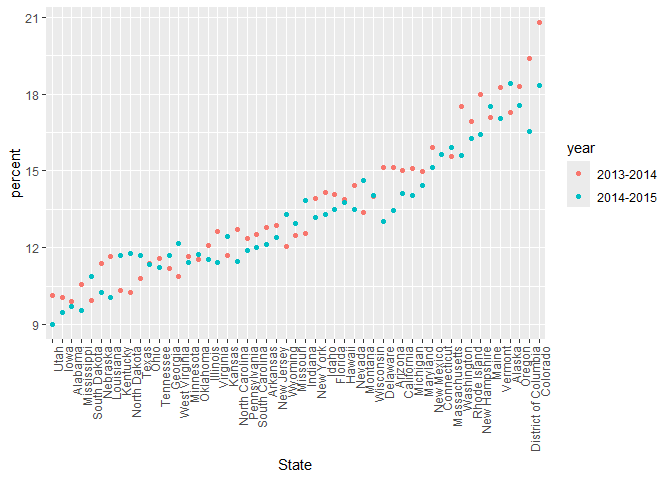 21
18
15
12
9
percent
Utah
Iowa
Alabama
Mississippi
South Dakota
Nebraska
Louisiana
Kentucky
North Dakota
Texas
Ohio
Tennessee
Georgia
West Virginia
Minnesota
Oklahoma
Illinois
Virginia
Kansas
North Carolina
Pennsylvania
South Carolina
Arkansas
New Jersey
Wyoming
Missouri
Indiana
New York
Idaho
Florida
Hawaii
Nevada
Montana
Wisconsin
Delaware
Arizona
California
Michigan
Maryland
New Mexico
Connecticut
Massachusetts
Washington
Rhode Island
New Hampshire
Maine
Vermont
Alaska
Oregon
District of Columbia
Colorado
State
year
2013-2014
2014-2015